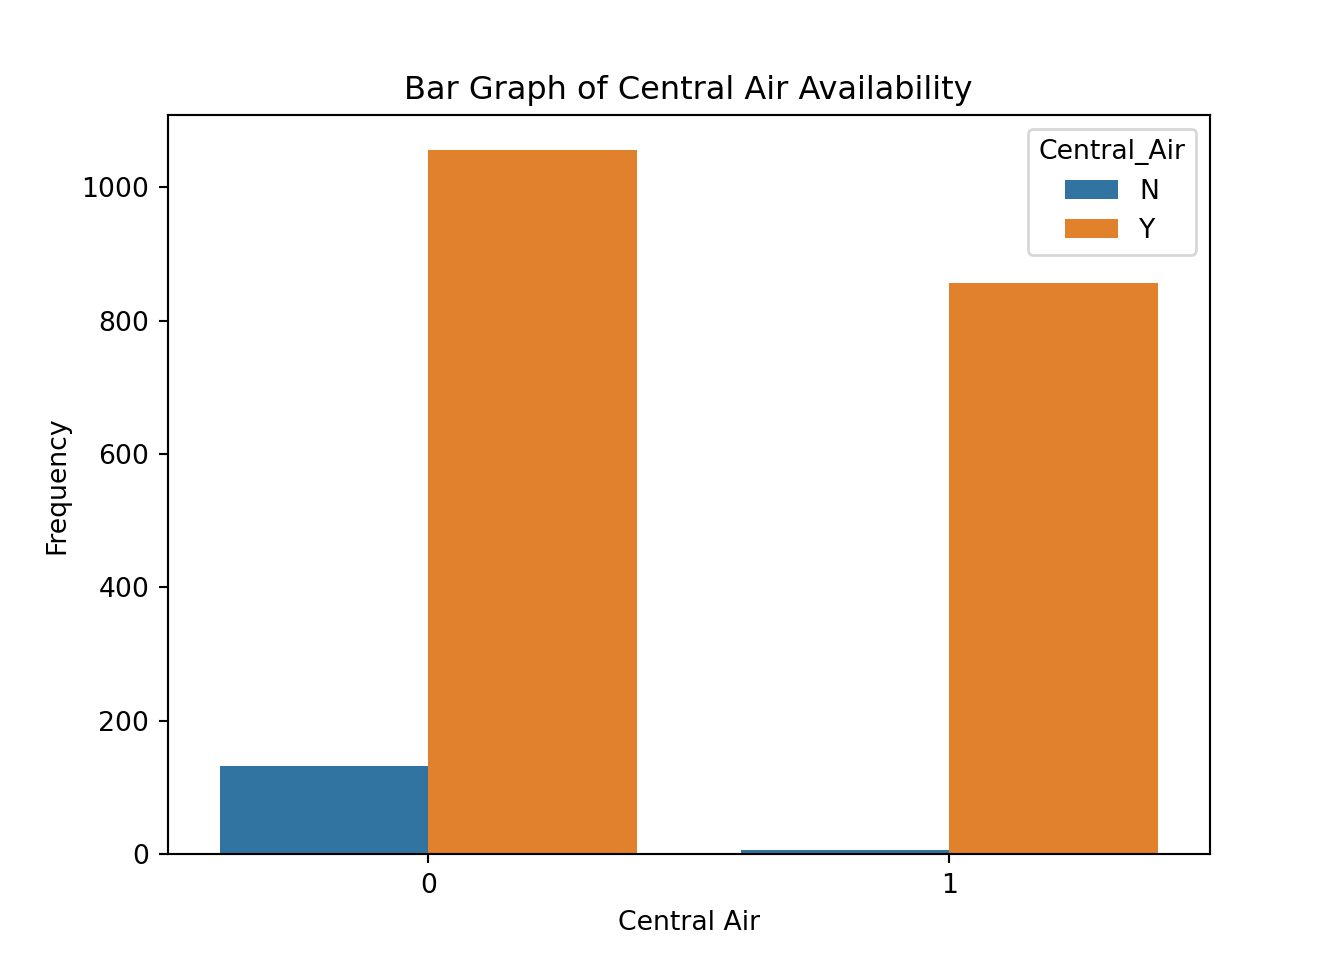 Bar Graph of Central Air Availability
Central_Air
N
Y
1000
800
600
400
200
0
Frequency
0 1
Central Air